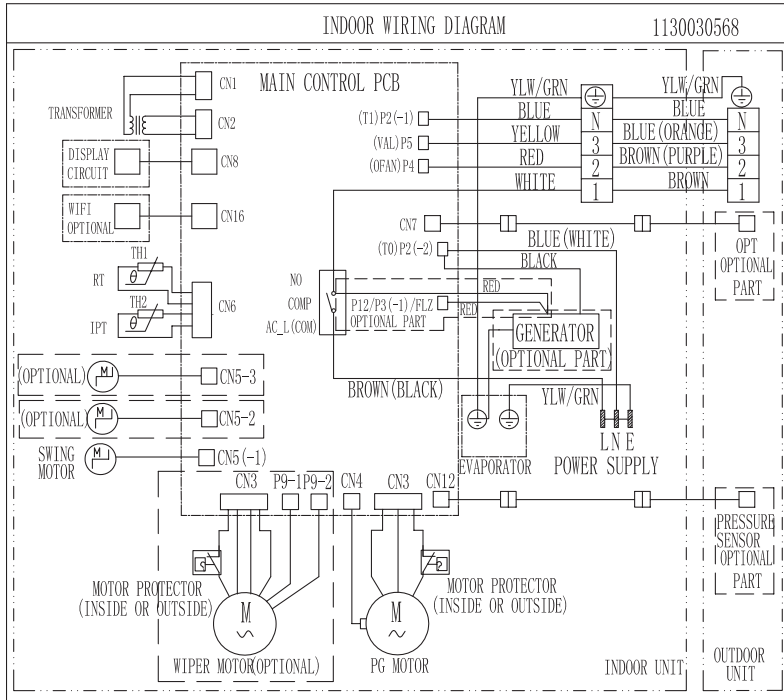 INDOOR WIRING DIAGRAM
1130030568
MAIN CONTROL PCB
TRANSFORMER
CN1
CN2
DISPLAY
CIRCUIT
CN8
WIFI
OPTIONAL
CN16
TH1
RT
θ
TH2
IPT
θ
CN6
(OPTIONAL)
M
CN5-3
(OPTIONAL)
M
CN5-2
SWING
MOTOR
M
CN5(-1)
(T1)P2(-1)
(VAL)P5
(OFAN)P4
YLW/GRN
BLUE
YELLOW
RED
WHITE
N
3
2
1
YLW/GRN
BLUE
BLUE(ORANGE)
BROWN(PURPLE)
BROWN
N
3
2
1
CN7
(T0)P2(-2)
BLUE(WHITE)
BLACK
OPT
OPTIONAL
PART
NO
COMP
AC_L(COM)
RED
P12/P3(-1)/FLZ
OPTIONAL PART
RED
GENERATOR
(OPTIONAL PART)
BROWN(BLACK)
YLW/GRN
EVAPORATOR
L N E
POWER SUPPLY
CN3
P9-1
P9-2
CN4
CN3
CN12
PRESSURE
SENSOR
OPTIONAL
PART
MOTOR PROTECTOR
(INSIDE OR OUTSIDE)
M
WIPER MOTOR(OPTIONAL)
M
PG MOTOR
MOTOR PROTECTOR
(INSIDE OR OUTSIDE)
INDOOR UNIT
OUTDOOR
UNIT